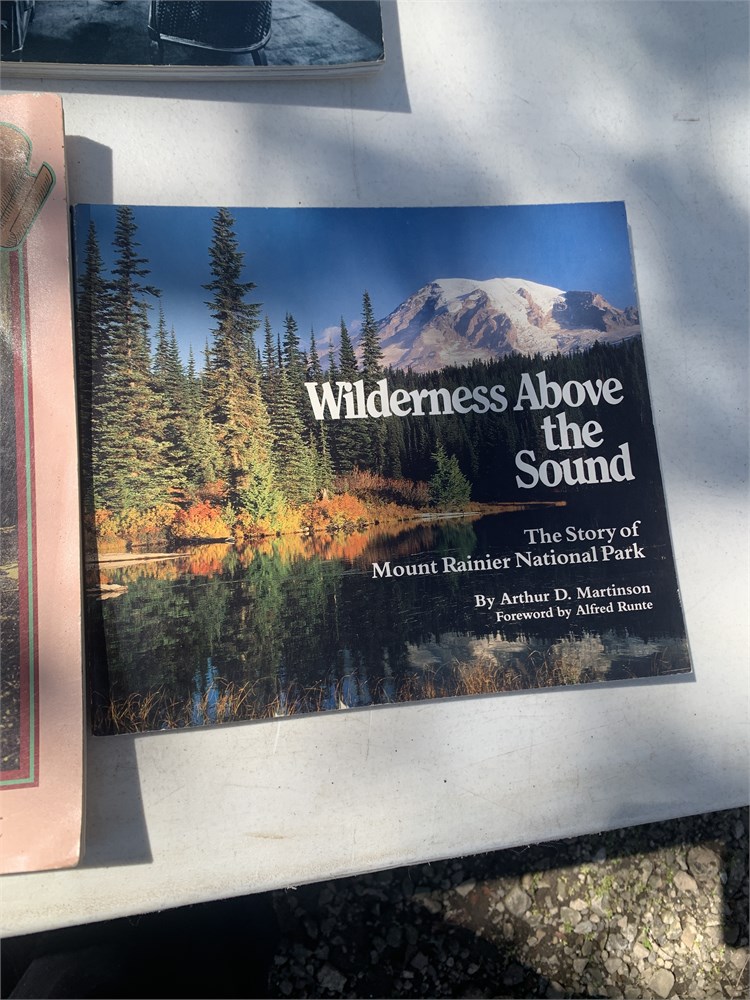 Wilderness Above
the
Sound
The Story of
Mount Rainier National Park
By Arthur D. Martinson
Foreword by Alfred Runte